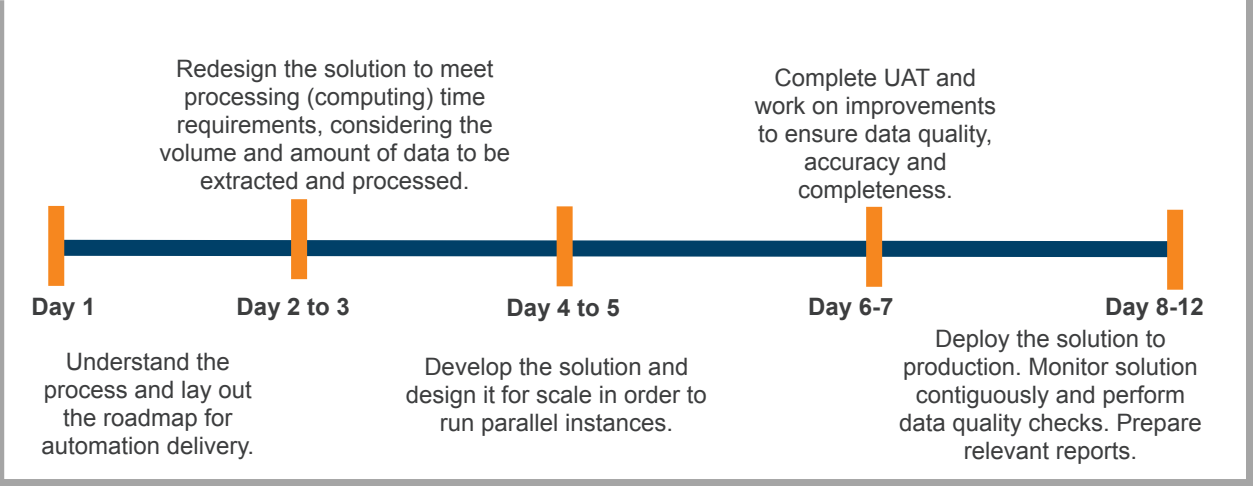 Redesign the solution to meet
processing (computing) time
requirements, considering the
volume and amount of data to be
extracted and processed.
Complete UAT and
work on improvements
to ensure data quality,
accuracy and
completeness.
Day 1
Day 2 to 3
Day 4 to 5
Day 6-7
Day 8-12
Understand the
process and lay out
the roadmap for
automation delivery.
Develop the solution and
design it for scale in order to
run parallel instances.
Deploy the solution to
production. Monitor solution
contiguously and perform
data quality checks. Prepare
relevant reports.